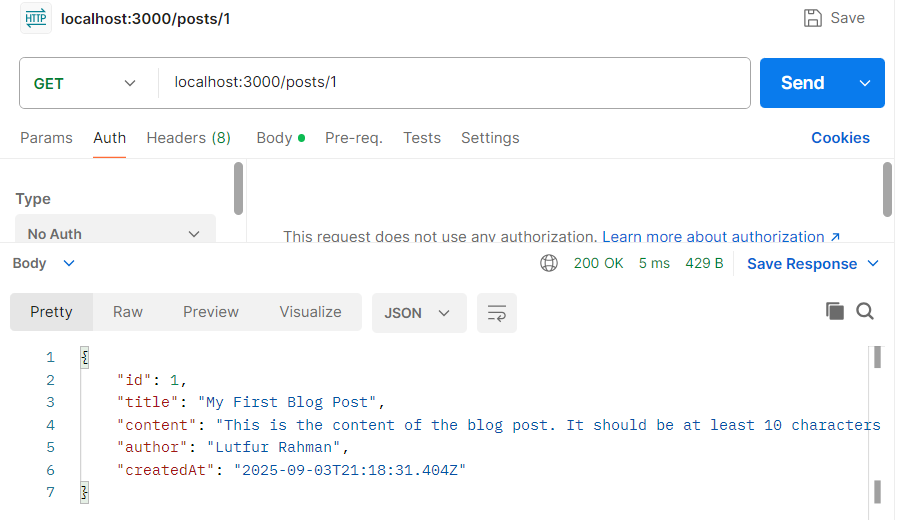 HTTP localhost:3000/posts/1 Save
GET localhost:3000/posts/1 Send
Params Auth Headers (8) Body Pre-req. Tests Settings Cookies
Type
No Auth
This request does not use any authorization. Learn more about authorization ↗
Body 200 OK 5 ms 429 B Save Response
Pretty Raw Preview Visualize JSON
1 {
2 "id": 1,
3 "title": "My First Blog Post",
4 "content": "This is the content of the blog post. It should be at least 10 characters
5 "author": "Lutfur Rahman",
6 "createdAt": "2025-09-03T21:18:31.404Z"
7 }